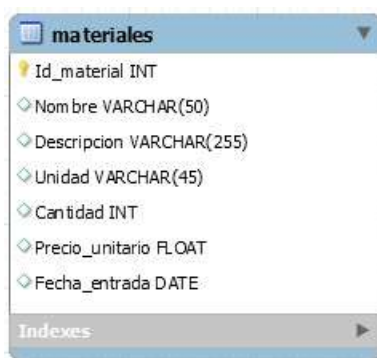 materiales
Id_material INT
Nombre VARCHAR(50)
Descripcion VARCHAR(255)
Unidad VARCHAR(45)
Cantidad INT
Precio_unitario FLOAT
Fecha_entrada DATE
Indexes